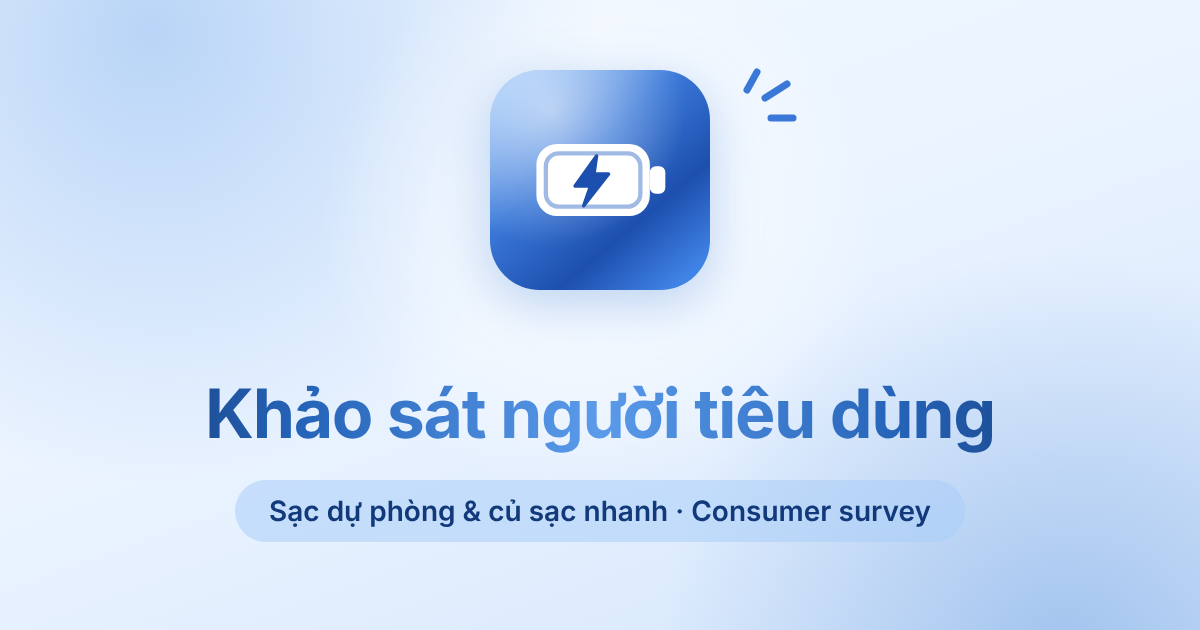 Khảo sát người tiêu dùng
Sạc dự phòng & củ sạc nhanh · Consumer survey